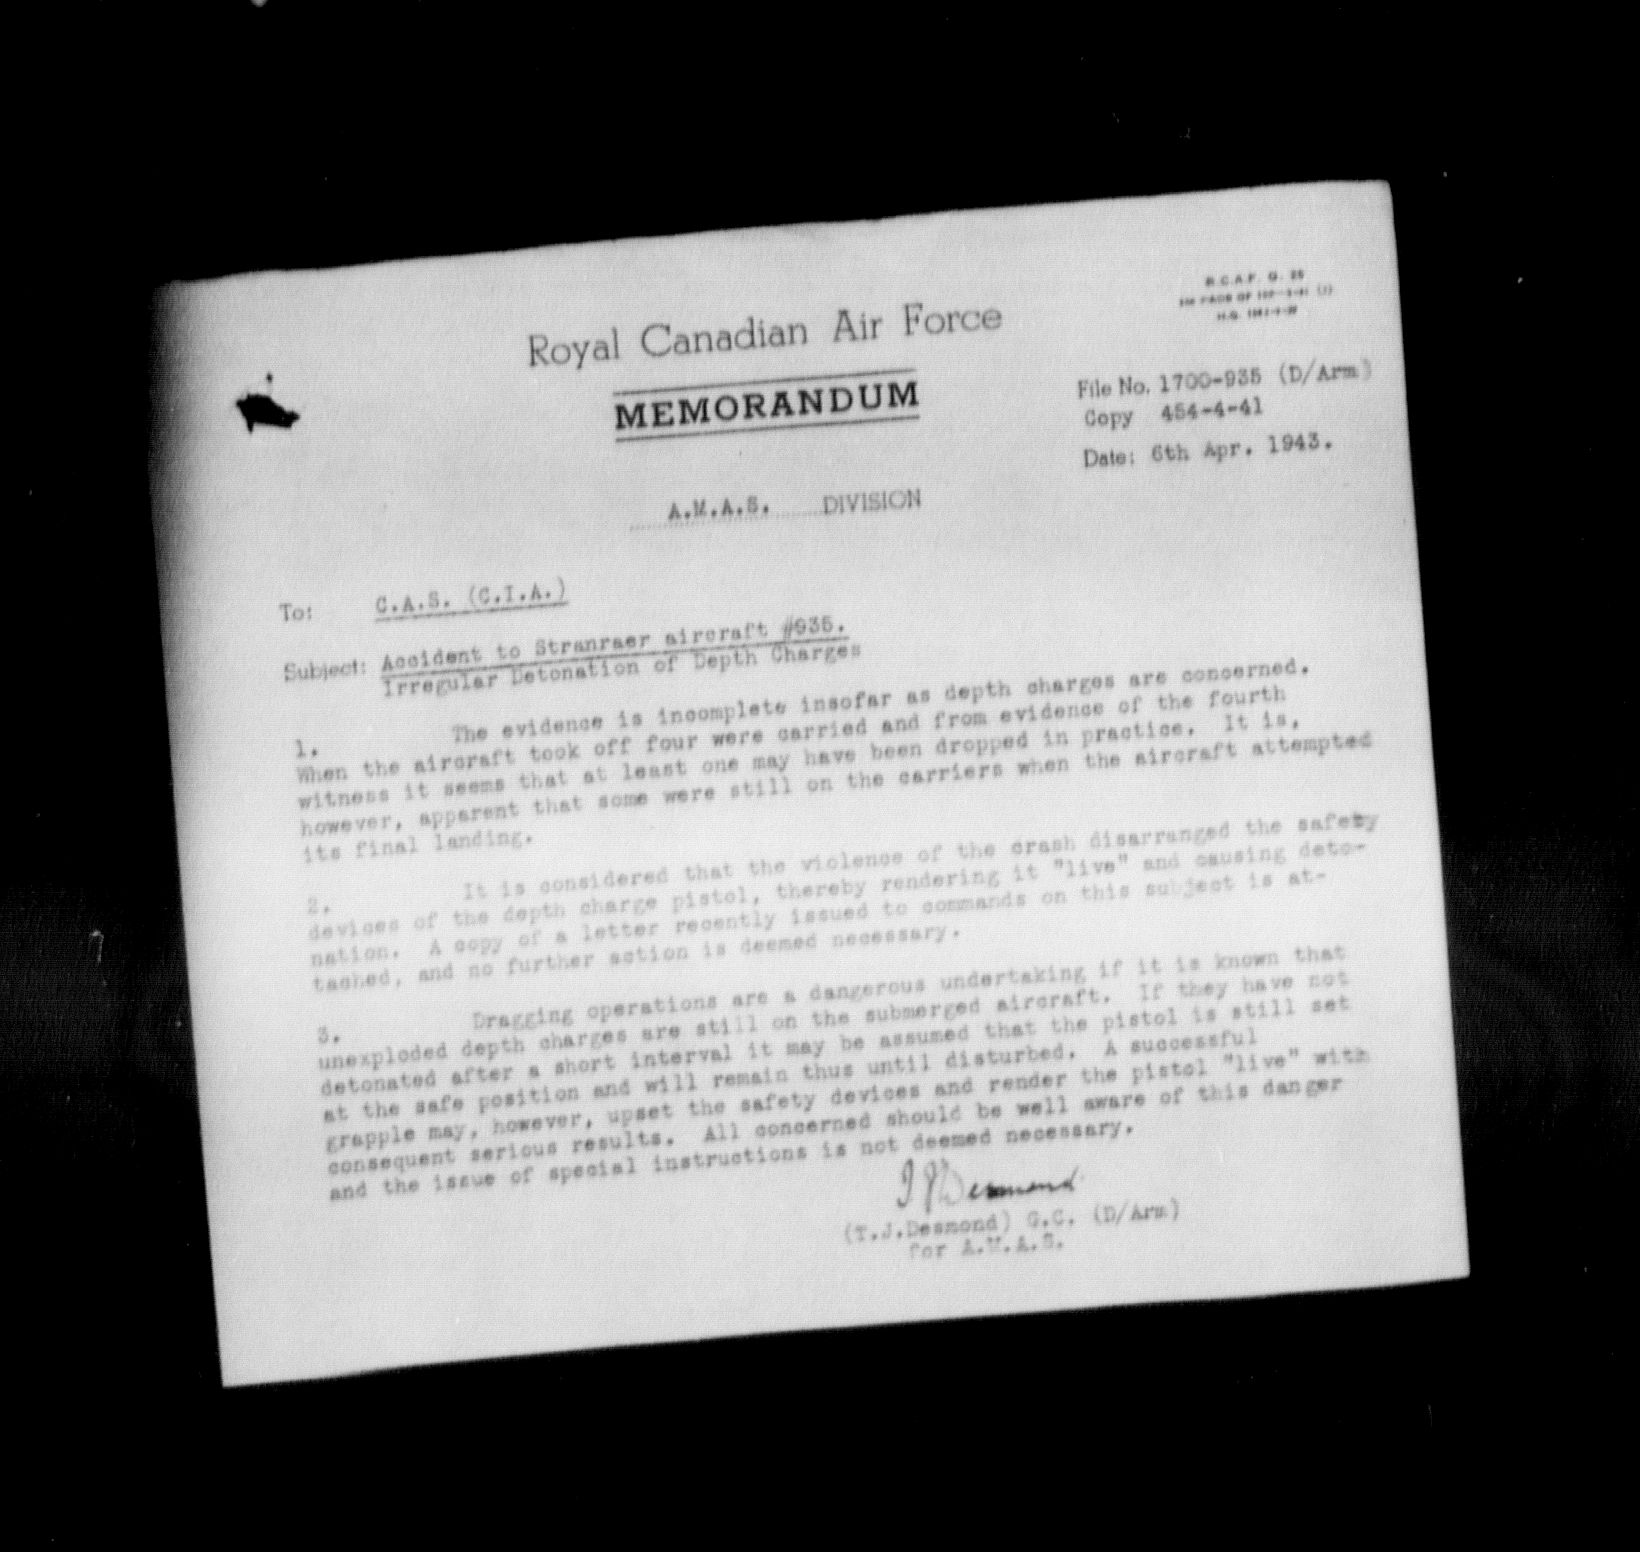 R.C.A.F. G. 25
H.Q.
Royal Canadian Air Force
MEMORANDUM
File No. 1700-935 (D/Arm)
Copy 454-4-41
Date: 6th Apr. 1943.
A.M.A.S. DIVISION
To: C.A.S. (C.I.A.)
Subject: Accident to Stranraer aircraft #935.
Irregular Detonation of Depth Charges
1. The evidence is incomplete insofar as depth charges are concerned.
When the aircraft took off four were carried and from evidence of the fourth
witness it seems that at least one may have been dropped in practice. It is,
however, apparent that some were still on the carriers when the aircraft attempted
its final landing.
2. It is considered that the violence of the crash disarranged the safety
devices of the depth charge pistol, thereby rendering it "live" and causing deto-
nation. A copy of a letter recently issued to commands on this subject is at-
tached, and no further action is deemed necessary.
3. Dragging operations are a dangerous undertaking if it is known that
unexploded depth charges are still on the submerged aircraft. If they have not
detonated after a short interval it may be assumed that the pistol is still set
at the safe position and will remain thus until disturbed. A successful
grapple may, however, upset the safety devices and render the pistol "live" with
consequent serious results. All concerned should be well aware of this danger
and the issue of special instructions is not deemed necessary.
T J Desmond
(T.J.Desmond) G.C. (D/Arm)
for A.M.A.S.